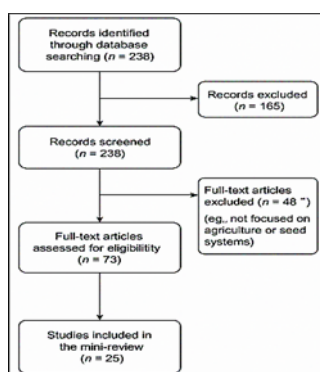 Records identified
through database
searching (n = 238)
Records excluded
(n = 165)
Records screened
(n = 238)
Full-text articles
excluded (n = 48 ")
(eg., not focused on
agriculture or seed
systems)
Full-text articles
assessed for eligibilitity
(n = 73)
Studies included in
the mini-review
(n = 25)